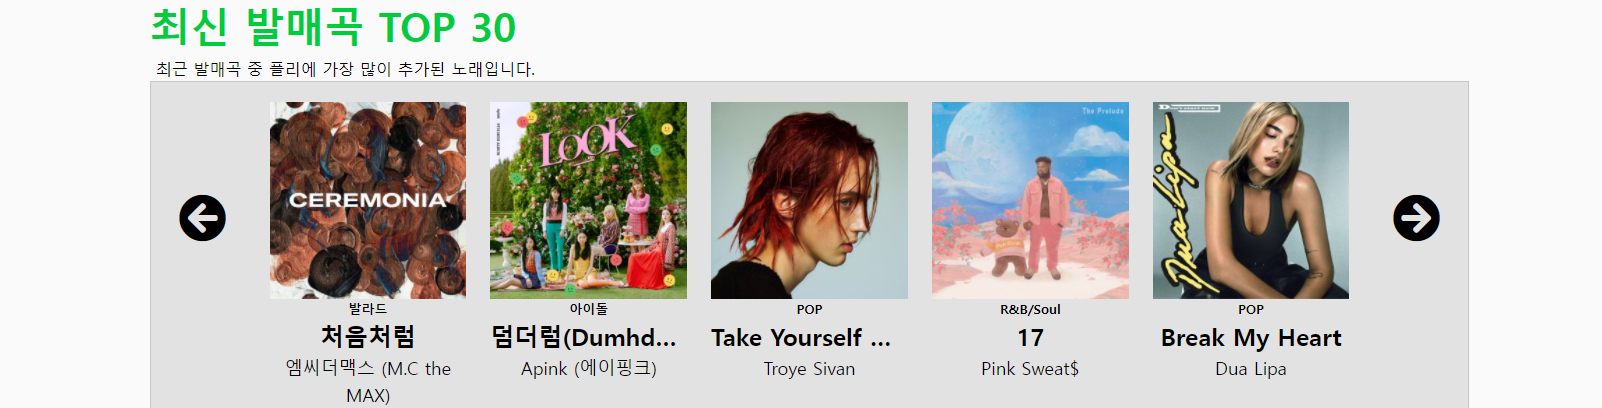 최신 발매곡 TOP 30
최근 발매곡 중 플리에 가장 많이 추가된 노래입니다.
CEREMONIA
LOOK
The Prelude
Dua Lipa
발라드
아이돌
POP
R&B/Soul
POP
처음처럼
덤더럼(Dumhd...
Take Yourself ...
17
Break My Heart
엠씨더맥스 (M.C the MAX)
Apink (에이핑크)
Troye Sivan
Pink Sweat$
Dua Lipa